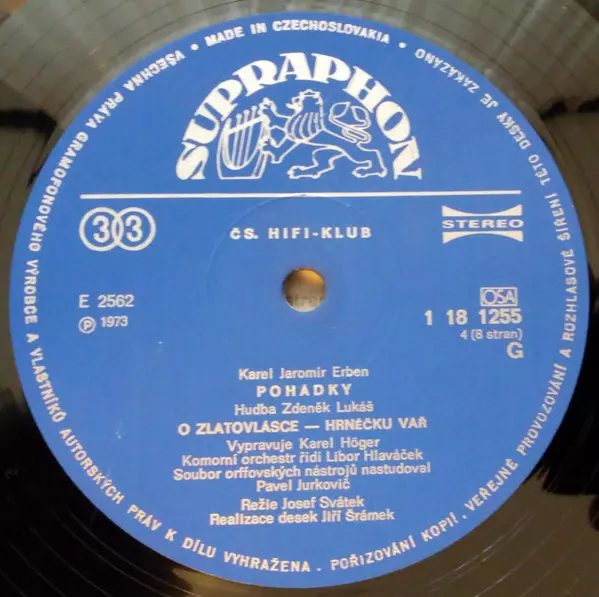 VŠECHNA PRÁVA GRAMOFONOVÉHO VÝROBCE A VLASTNÍKŮ AUTORSKÝCH PRÁV K DÍLU VYHRAŽENA . POŘIZOVÁNÍ KOPIÍ . VEŘEJNÉ PROVOZOVÁNÍ A ROZHLASOVÉ ŠÍŘENÍ TÉTO DESKY JE ZAKÁZÁNO
• MADE IN CZECHOSLOVAKIA •
SUPRAPHON
33
ČS. HIFI-KLUB
STEREO
E 2562
Ⓟ 1973
OSA
1 18 1255
4 (8 stran)
G
Karel Jaromír Erben
POHÁDKY
Hudba Zdeněk Lukáš
O ZLATOVLÁSCE — HRNEČKU VAŘ
Vypravuje Karel Höger
Komorní orchestr řídí Libor Hlaváček
Soubor orffovských nástrojů nastudoval
Pavel Jurkovič
Režie Josef Svátek
Realizace desek Jiří Šrámek